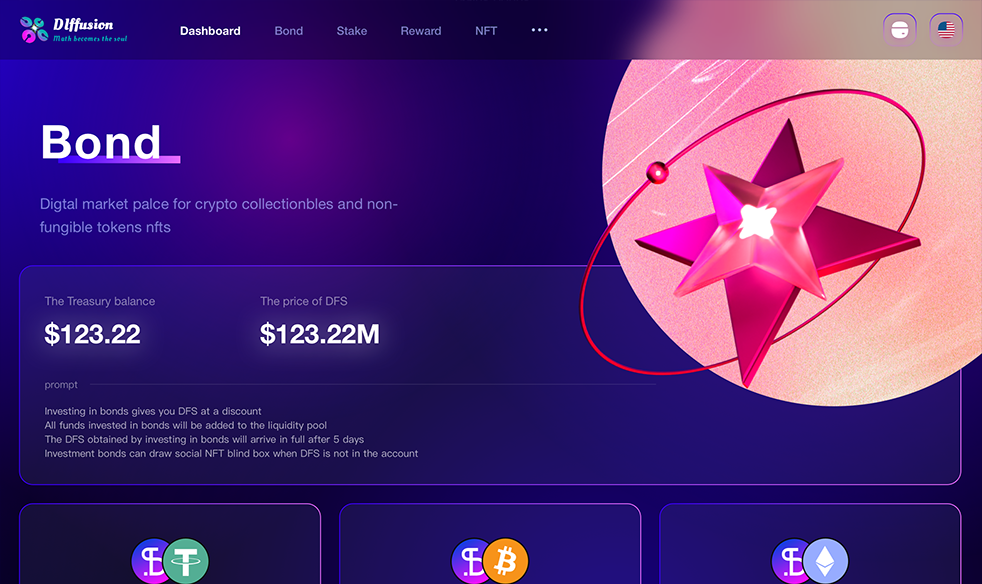 DIffusion
Math becomes the soul
Dashboard Bond Stake Reward NFT
Bond
Digtal market palce for crypto collectionbles and non-
fungible tokens nfts
The Treasury balance The price of DFS
$123.22 $123.22M
prompt
Investing in bonds gives you DFS at a discount
All funds invested in bonds will be added to the liquidity pool
The DFS obtained by investing in bonds will arrive in full after 5 days
Investment bonds can draw social NFT blind box when DFS is not in the account